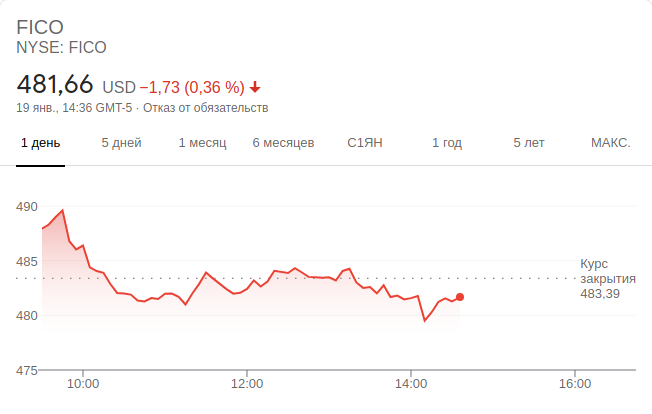 FICO
NYSE: FICO
481,66 USD −1,73 (0,36 %)
19 янв., 14:36 GMT-5 · Отказ от обязательств
1 день 5 дней 1 месяц 6 месяцев С1ЯН 1 год 5 лет МАКС.
490
485
480
475
Курс
закрытия
483,39
10:00 12:00 14:00 16:00